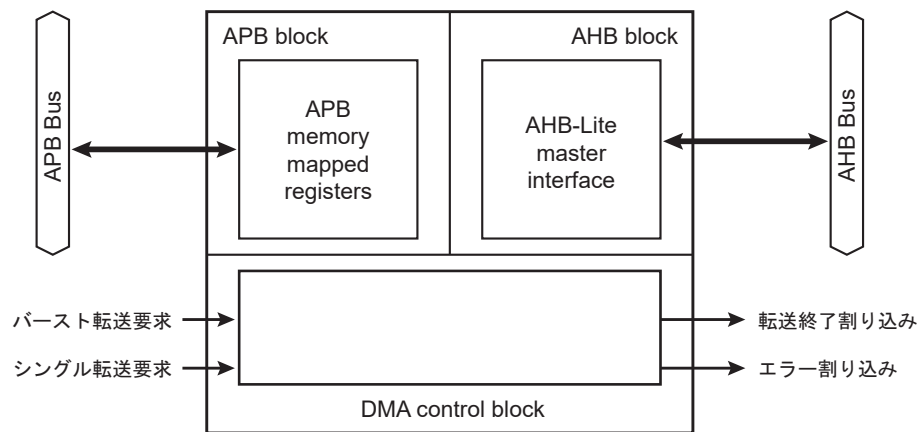 APB block
AHB block
APB Bus
APB
memory
mapped
registers
AHB-Lite
master
interface
AHB Bus
バースト転送要求
シングル転送要求
転送終了割り込み
エラー割り込み
DMA control block